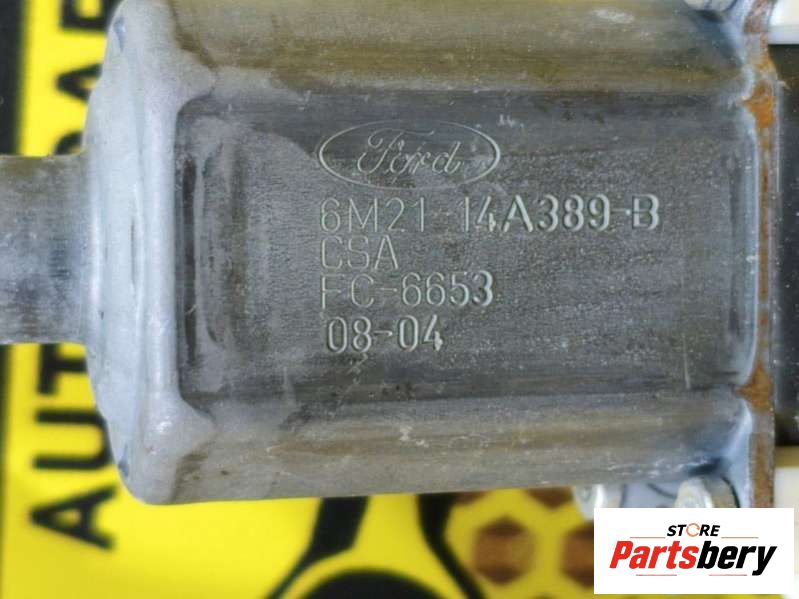 Ford
6M21-14A389-B
CSA
FC-6653
08-04
STORE
Partsbery